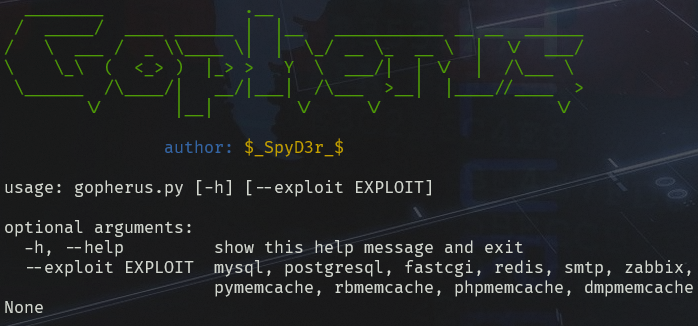 Gopherus
author: $_SpyD3r_$
usage: gopherus.py [-h] [--exploit EXPLOIT]
optional arguments:
-h, --help show this help message and exit
--exploit EXPLOIT mysql, postgresql, fastcgi, redis, smtp, zabbix,
pymemcache, rbmemcache, phpmemcache, dmpmemcache
None